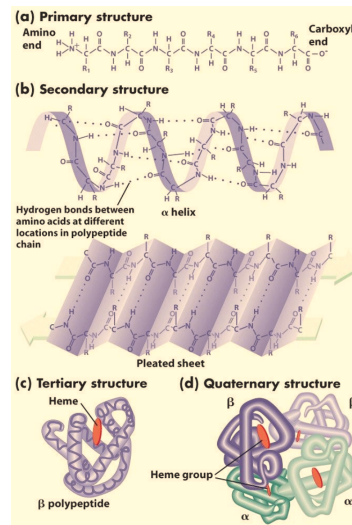 (a) Primary structure
Amino
end
Carboxyl
end
(b) Secondary structure
Hydrogen bonds between
amino acids at different
locations in polypeptide
chain
α helix
Pleated sheet
(c) Tertiary structure
Heme
β polypeptide
(d) Quaternary structure
β
β
Heme group
α
α